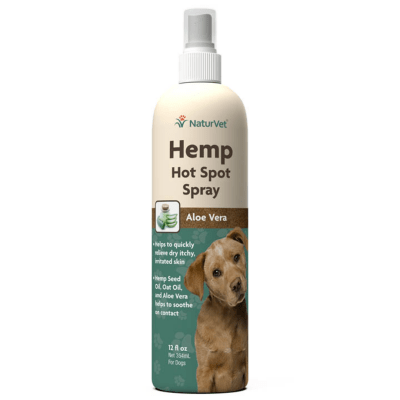 NaturVet®
Hemp
Hot Spot
Spray
Aloe Vera
• Helps to quickly
relieve dry, itchy,
irritated skin
• Hemp Seed
Oil, Oat Oil,
and Aloe Vera
helps to soothe
on contact
12 fl oz
For Dogs